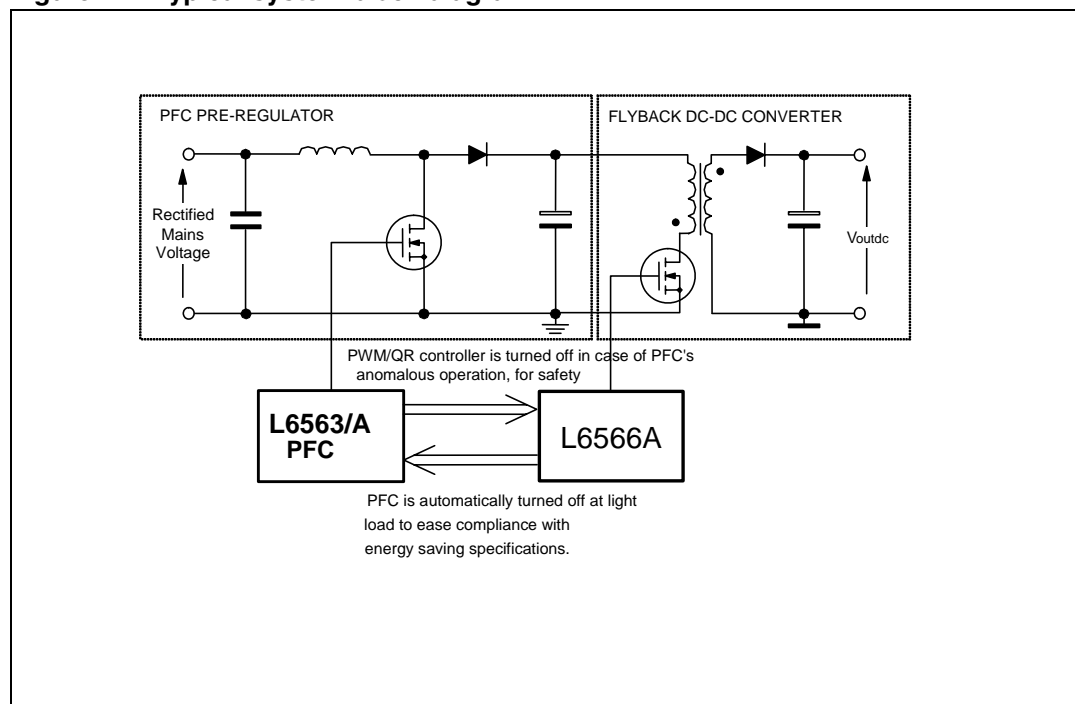 PFC PRE-REGULATOR
FLYBACK DC-DC CONVERTER
Rectified
Mains
Voltage
Voutdc
PWM/QR controller is turned off in case of PFC's
anomalous operation, for safety
L6563/A
PFC
L6566A
PFC is automatically turned off at light
load to ease compliance with
energy saving specifications.